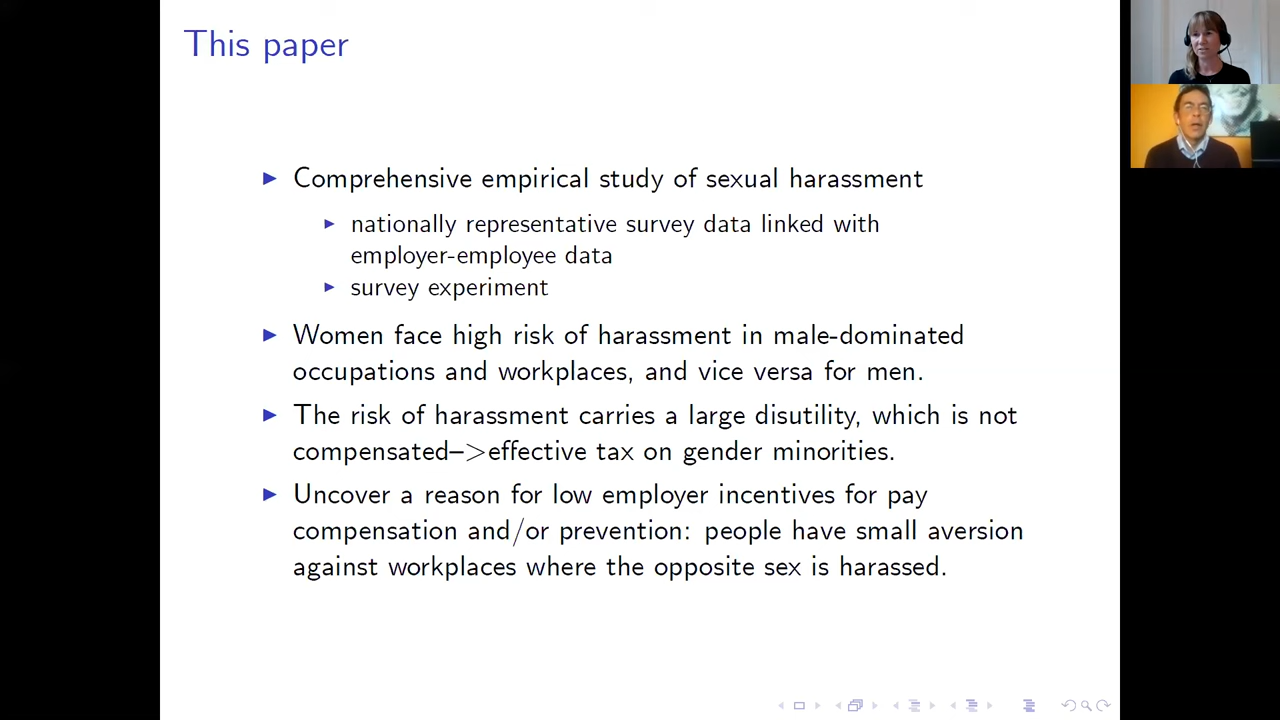 This paper
Comprehensive empirical study of sexual harassment
nationally representative survey data linked with
employer-employee data
survey experiment
Women face high risk of harassment in male-dominated
occupations and workplaces, and vice versa for men.
The risk of harassment carries a large disutility, which is not
compensated–>effective tax on gender minorities.
Uncover a reason for low employer incentives for pay
compensation and/or prevention: people have small aversion
against workplaces where the opposite sex is harassed.